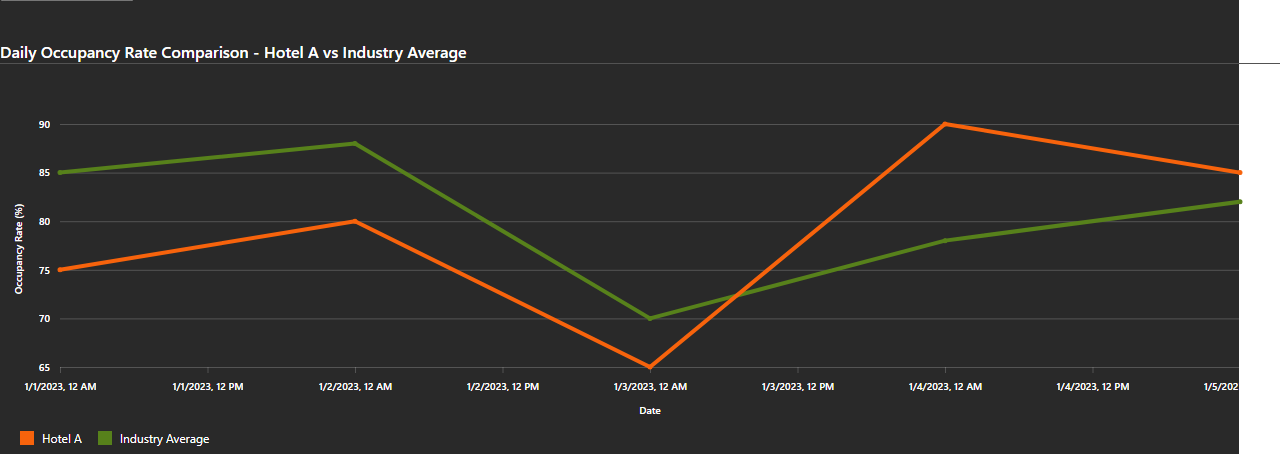 Daily Occupancy Rate Comparison - Hotel A vs Industry Average
90
85
80
75
70
65
Occupancy Rate (%)
1/1/2023, 12 AM 1/1/2023, 12 PM 1/2/2023, 12 AM 1/2/2023, 12 PM 1/3/2023, 12 AM 1/3/2023, 12 PM 1/4/2023, 12 AM 1/4/2023, 12 PM 1/5/202
Date
Hotel A Industry Average